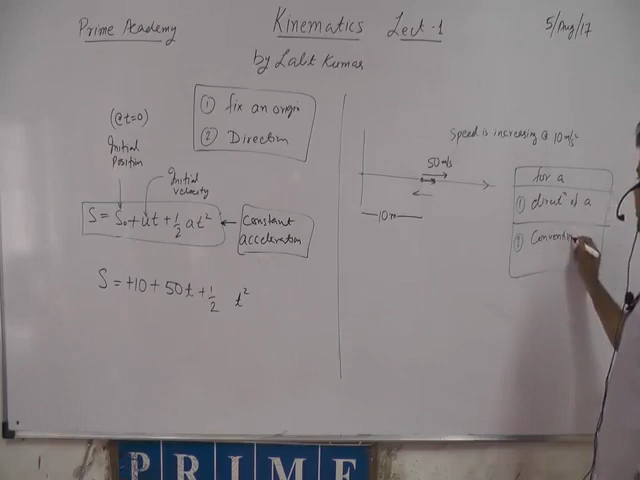 Prime Academy
Kinematics Lect-1
5/Aug/17
by Lalit Kumar
① fix an origin
② Direction
(@t=0)
Initial Position
Initial velocity
S = S₀ + ut + 1/2 at²
Constant acceleration
S = +10 + 50t + 1/2 t²
Speed is increasing @ 10 m/s²
50 m/s
10m
for a
① directⁿ of a
②
PRIME